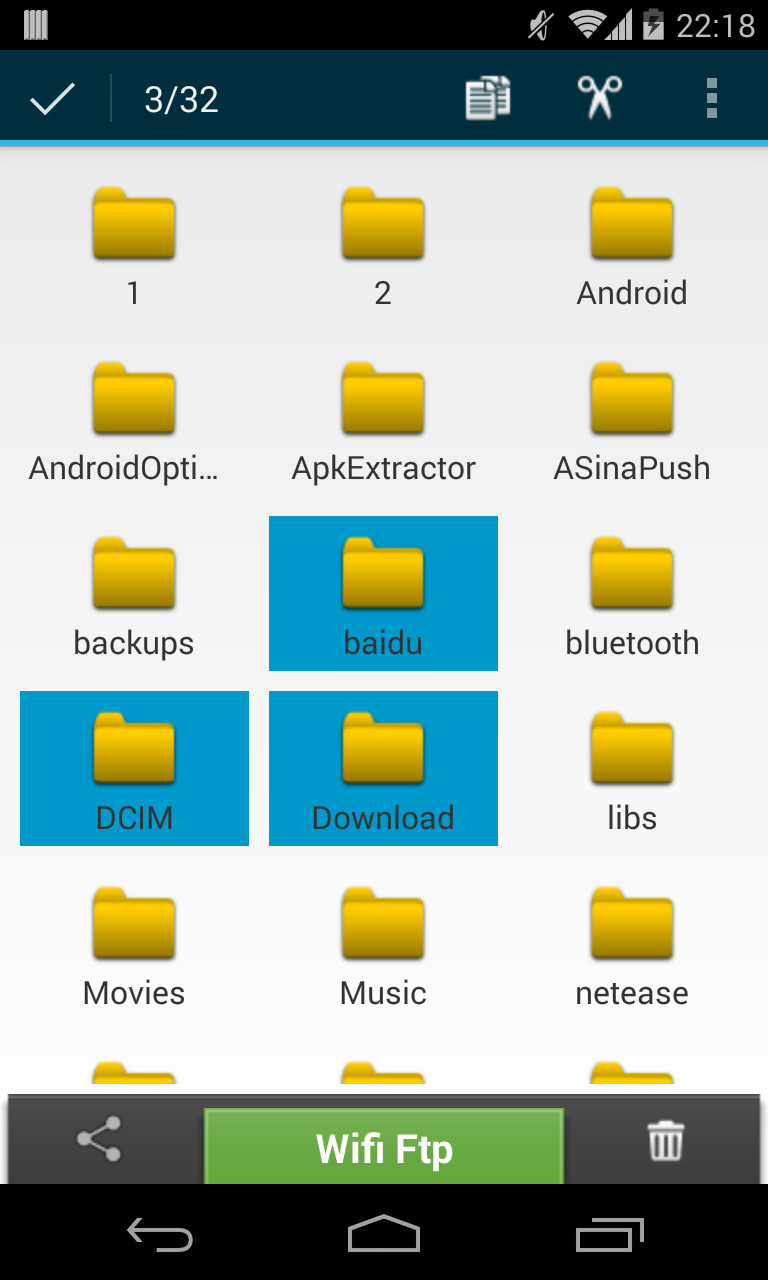 22:18
3/32
1
2
Android
AndroidOpti...
ApkExtractor
ASinaPush
backups
baidu
bluetooth
DCIM
Download
libs
Movies
Music
netease
Wifi Ftp